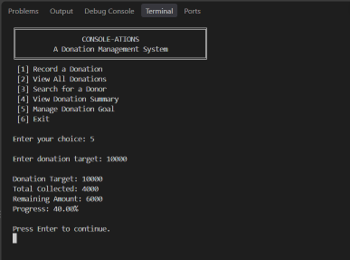 Problems Output Debug Console Terminal Ports
CONSOLE-ATIONS
A Donation Management System
[1] Record a Donation
[2] View All Donations
[3] Search for a Donor
[4] View Donation Summary
[5] Manage Donation Goal
[6] Exit
Enter your choice: 5
Enter donation target: 10000
Donation Target: 10000
Total Collected: 4000
Remaining Amount: 6000
Progress: 40.00%
Press Enter to continue.